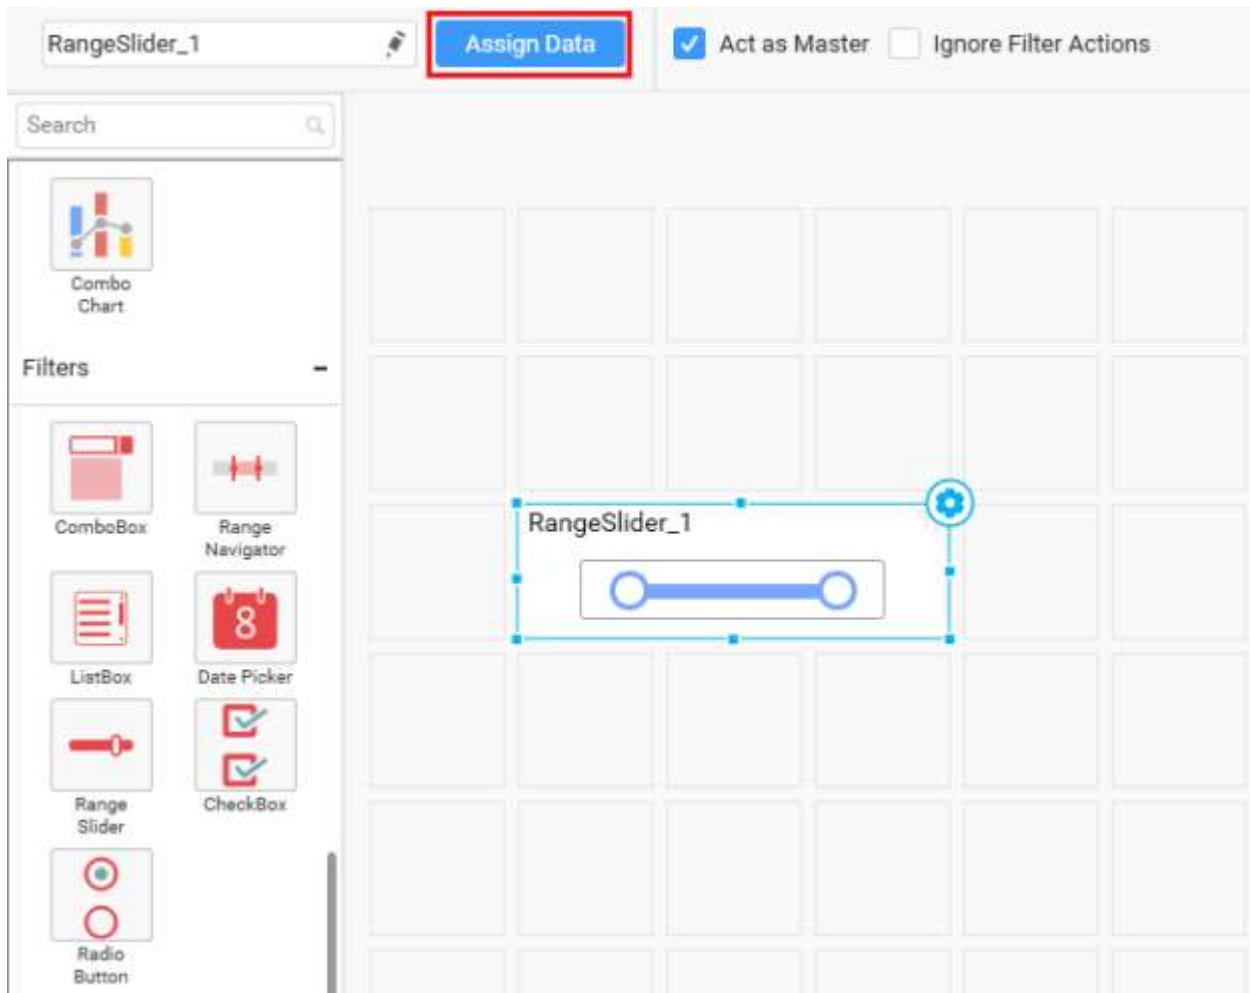 RangeSlider_1
Assign Data
Act as Master
Ignore Filter Actions
Search
Combo
Chart
Filters
ComboBox
Range
Navigator
ListBox
8
Date Picker
Range
Slider
CheckBox
Radio
Button
RangeSlider_1